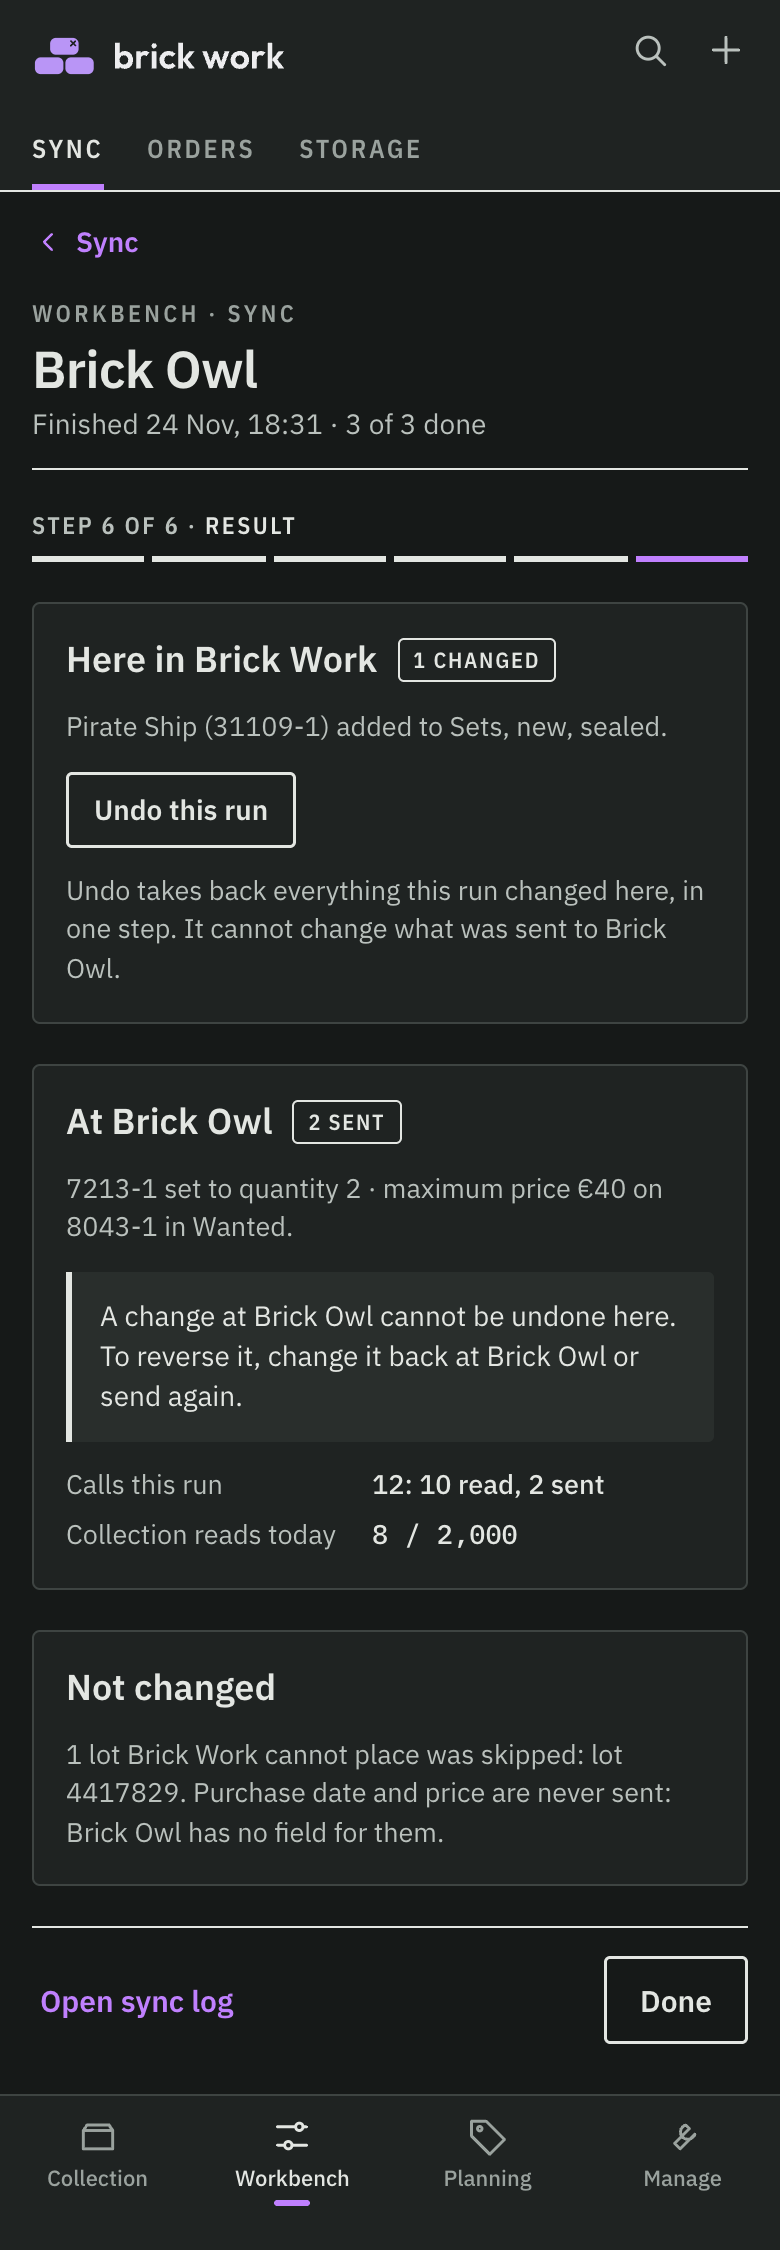 brick work
SYNC ORDERS STORAGE
Sync
WORKBENCH · SYNC
Brick Owl
Finished 24 Nov, 18:31 · 3 of 3 done
STEP 6 OF 6 · RESULT
Here in Brick Work 1 CHANGED
Pirate Ship (31109-1) added to Sets, new, sealed.
Undo this run
Undo takes back everything this run changed here, in
one step. It cannot change what was sent to Brick
Owl.
At Brick Owl 2 SENT
7213-1 set to quantity 2 · maximum price €40 on
8043-1 in Wanted.
A change at Brick Owl cannot be undone here.
To reverse it, change it back at Brick Owl or
send again.
Calls this run 12: 10 read, 2 sent
Collection reads today 8 / 2,000
Not changed
1 lot Brick Work cannot place was skipped: lot
4417829. Purchase date and price are never sent:
Brick Owl has no field for them.
Open sync log Done
Collection Workbench Planning Manage